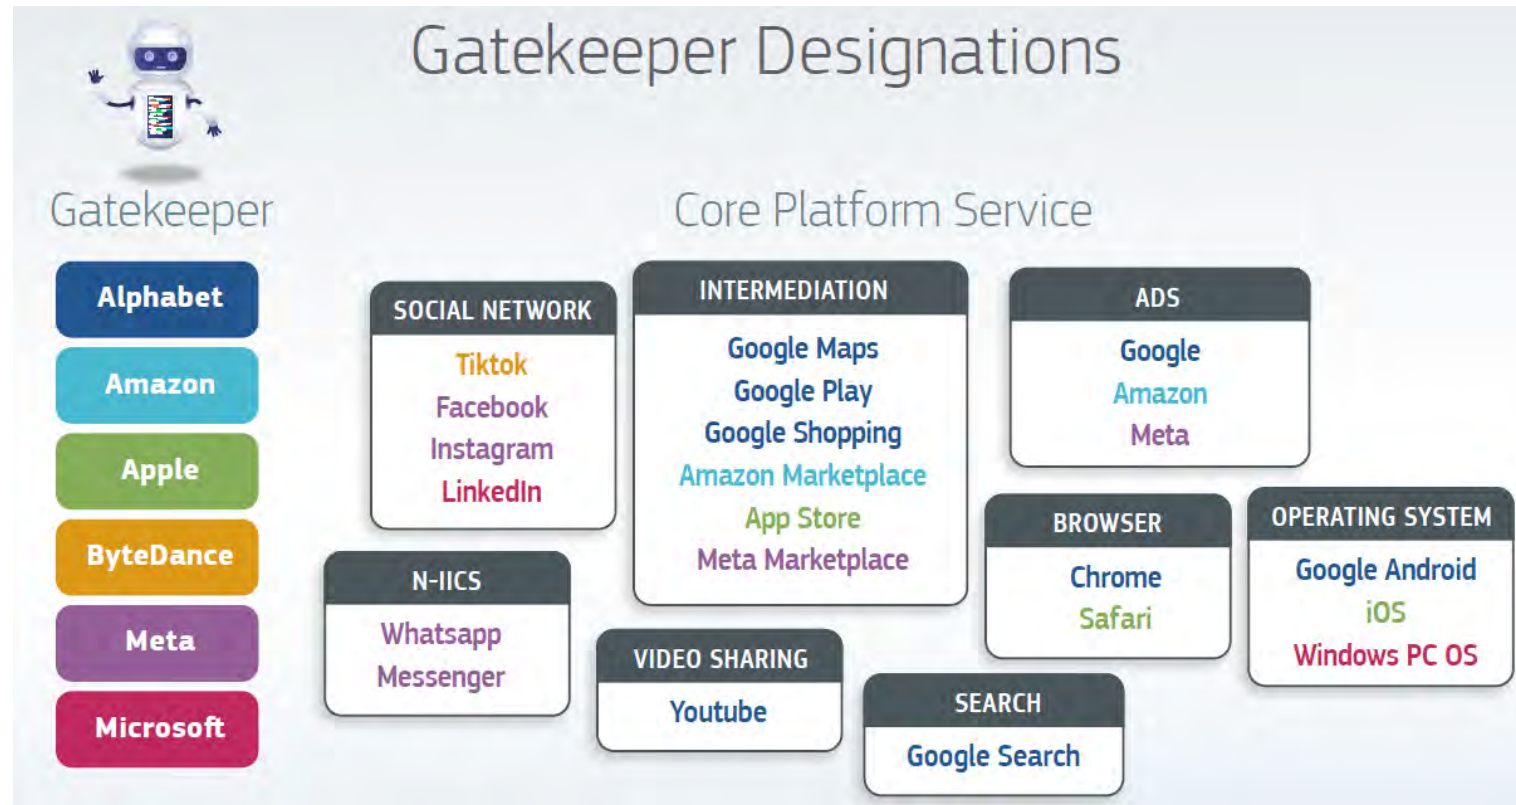 Gatekeeper Designations
Gatekeeper
Alphabet
Amazon
Apple
ByteDance
Meta
Microsoft
Core Platform Service
SOCIAL NETWORK
Tiktok
Facebook
Instagram
LinkedIn
INTERMEDIATION
Google Maps
Google Play
Google Shopping
Amazon Marketplace
App Store
Meta Marketplace
ADS
Google
Amazon
Meta
N-IICS
Whatsapp
Messenger
VIDEO SHARING
Youtube
SEARCH
Google Search
BROWSER
Chrome
Safari
OPERATING SYSTEM
Google Android
iOS
Windows PC OS